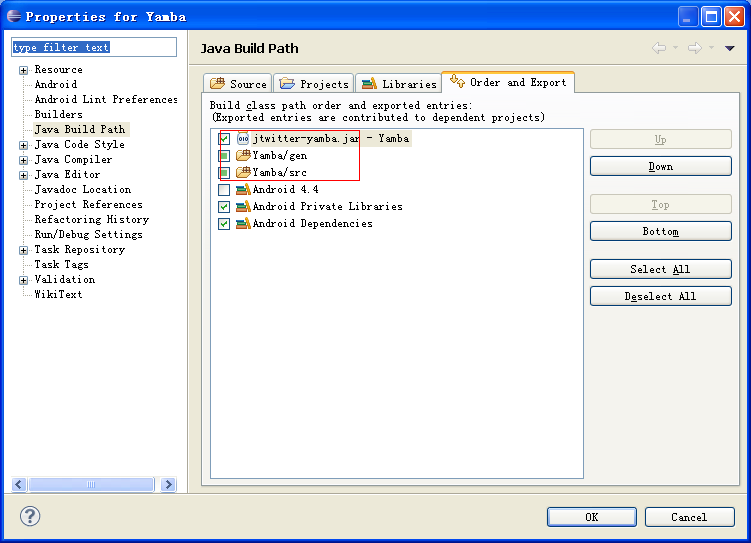 Properties for Yamba
type filter text
Resource
Android
Android Lint Preferences
Builders
Java Build Path
Java Code Style
Java Compiler
Java Editor
Javadoc Location
Project References
Refactoring History
Run/Debug Settings
Task Repository
Task Tags
Validation
WikiText
Java Build Path
Source
Projects
Libraries
Order and Export
Build class path order and exported entries:
(Exported entries are contributed to dependent projects)
jtwitter-yamba.jar - Yamba
Yamba/gen
Yamba/src
Android 4.4
Android Private Libraries
Android Dependencies
Up
Down
Top
Bottom
Select All
Deselect All
OK
Cancel